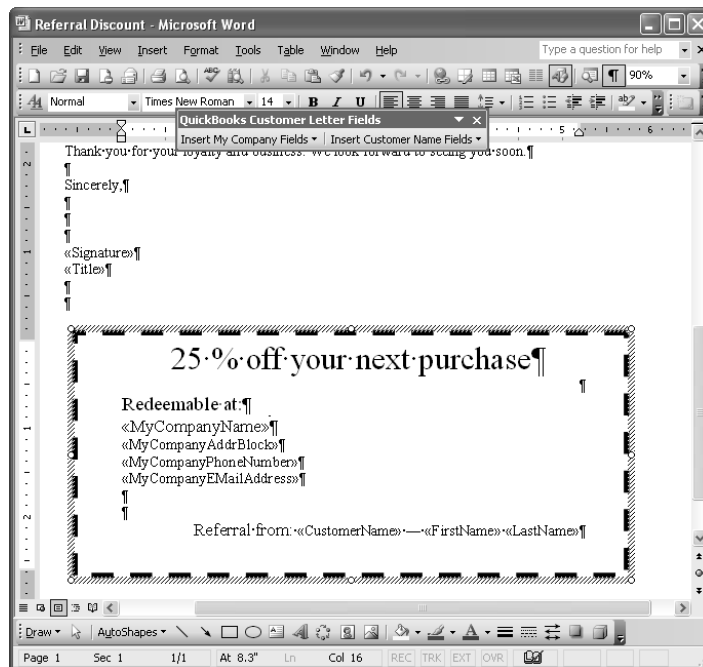 Referral Discount - Microsoft Word
File Edit View Insert Format Tools Table Window Help Type a question for help
Normal Times New Roman 14 B I U 90%
QuickBooks Customer Letter Fields
Insert My Company Fields Insert Customer Name Fields
Thank·you·for·your·loyalty·and·business.·We·look·forward·to·seeing·you·soon.¶
¶
Sincerely,¶
¶
¶
¶
«Signature»¶
«Title»¶
¶
¶
25·%·off·your·next·purchase¶
¶
Redeemable·at:¶
«MyCompanyName»¶
«MyCompanyAddrBlock»¶
«MyCompanyPhoneNumber»¶
«MyCompanyEMailAddress»¶
¶
¶
Referral·from:·«CustomerName»·—·«FirstName»·«LastName»¶
Draw AutoShapes
Page 1 Sec 1 1/1 At 8.3" Ln Col 16 REC TRK EXT OVR